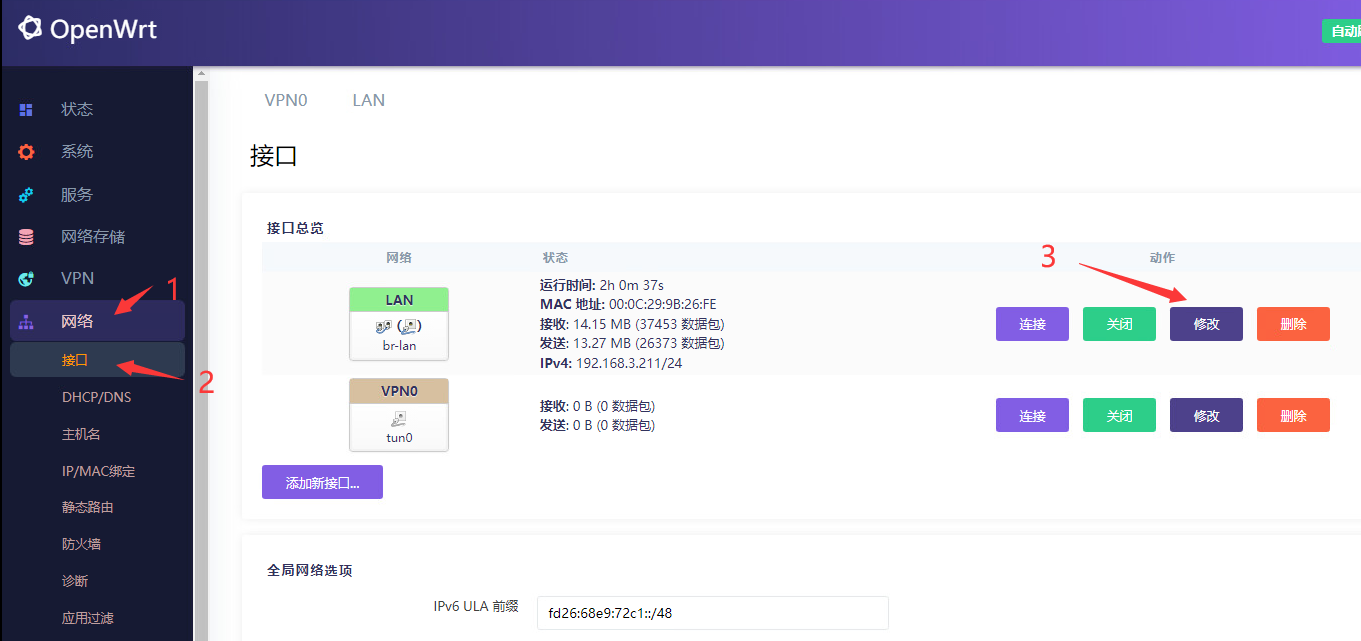 OpenWrt
自动刷
状态
系统
服务
网络存储
VPN
网络
1
接口
2
DHCP/DNS
主机名
IP/MAC绑定
静态路由
防火墙
诊断
应用过滤
VPN0 LAN
接口
接口总览
网络 状态 动作
3
LAN
br-lan
运行时间: 2h 0m 37s
MAC 地址: 00:0C:29:9B:26:FE
接收: 14.15 MB (37453 数据包)
发送: 13.27 MB (26373 数据包)
IPv4: 192.168.3.211/24
连接 关闭 修改 删除
VPN0
tun0
接收: 0 B (0 数据包)
发送: 0 B (0 数据包)
连接 关闭 修改 删除
添加新接口...
全局网络选项
IPv6 ULA 前缀 fd26:68e9:72c1::/48